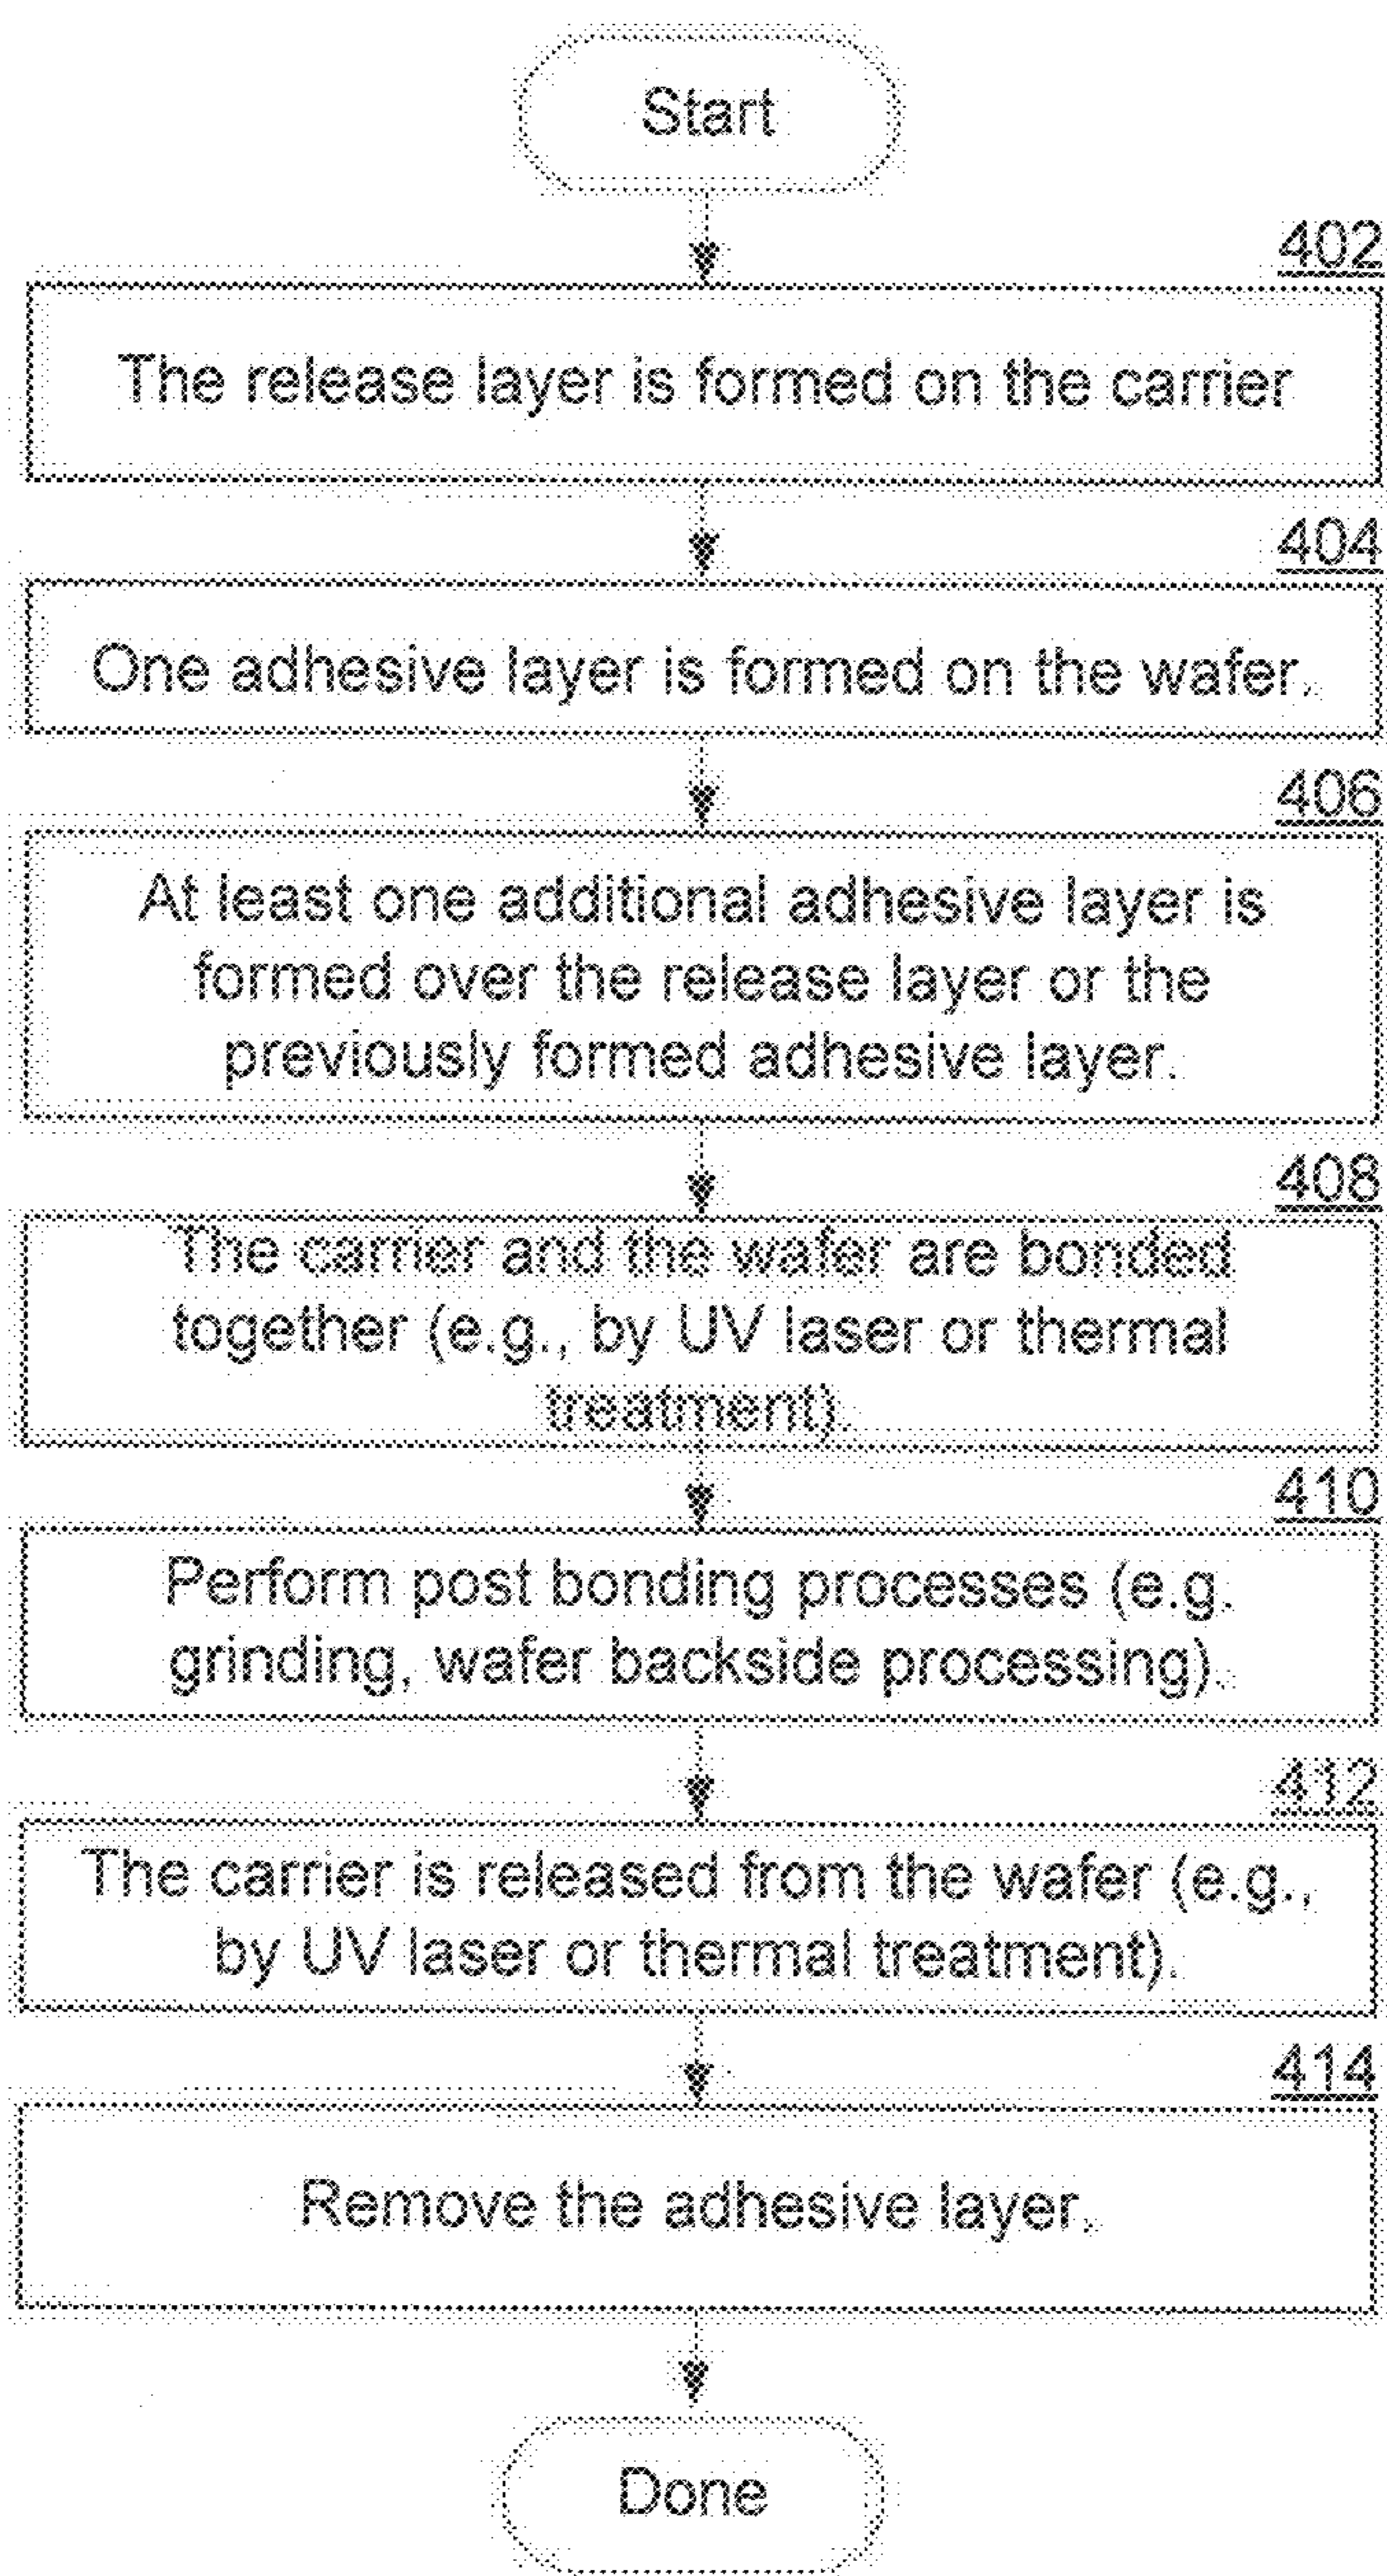 Start
402
The release layer is formed on the carrier
404
One adhesive layer is formed on the wafer.
406
At least one additional adhesive layer is
formed over the release layer or the
previously formed adhesive layer.
408
The carrier and the wafer are bonded
together (e.g., by UV laser or thermal
treatment).
410
Perform post bonding processes (e.g.
grinding, wafer backside processing).
412
The carrier is released from the wafer (e.g.,
by UV laser or thermal treatment).
414
Remove the adhesive layer.
Done